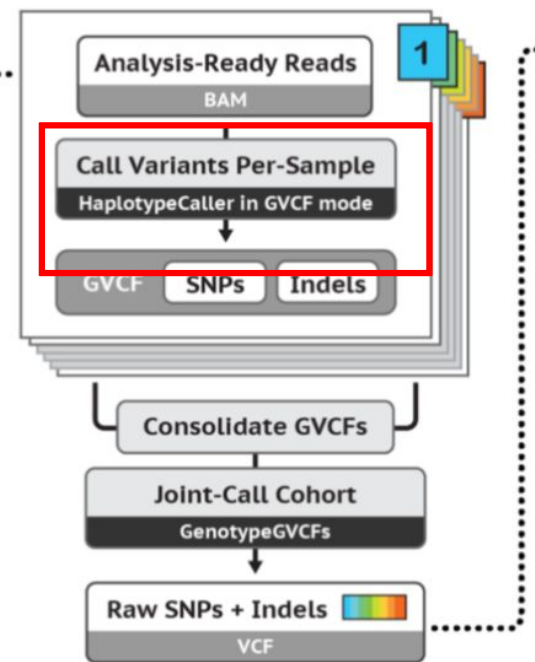 1
Analysis-Ready Reads
BAM
Call Variants Per-Sample
HaplotypeCaller in GVCF mode
GVCF SNPs Indels
Consolidate GVCFs
Joint-Call Cohort
GenotypeGVCFs
Raw SNPs + Indels
VCF